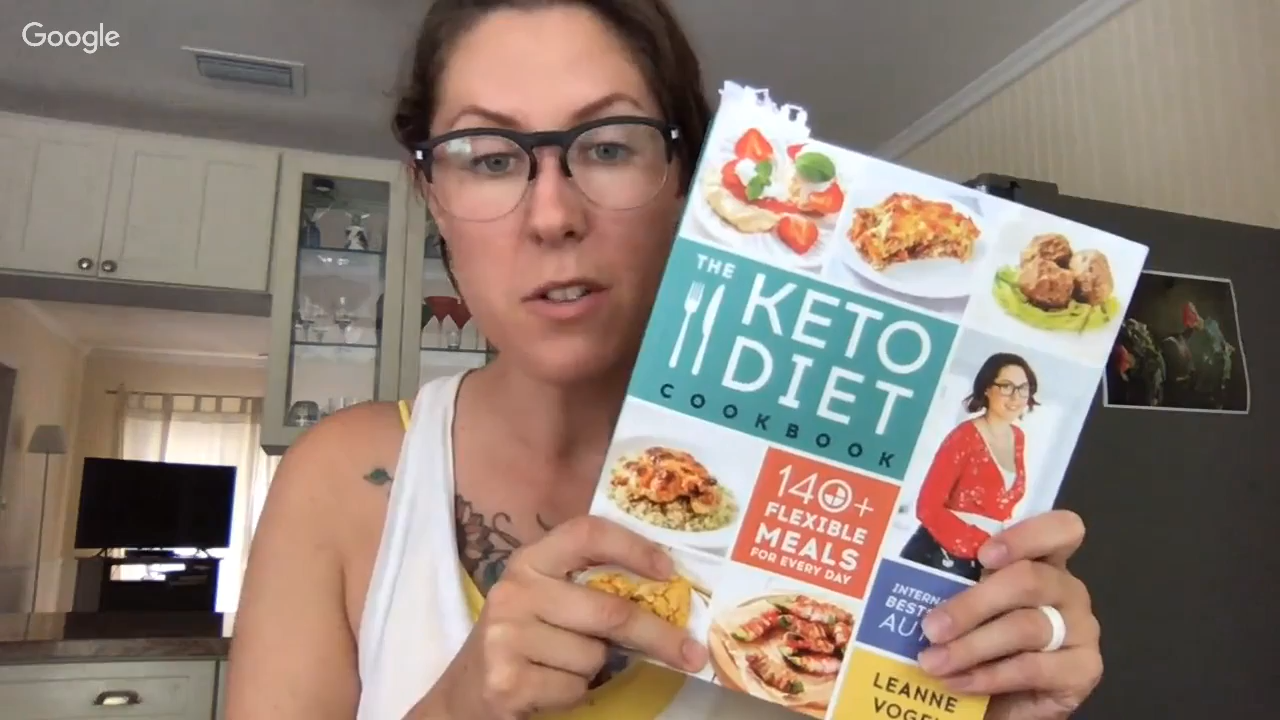 Google
THE
KETO
DIET
COOKBOOK
140+
FLEXIBLE
MEALS
FOR EVERY DAY
LEANNE